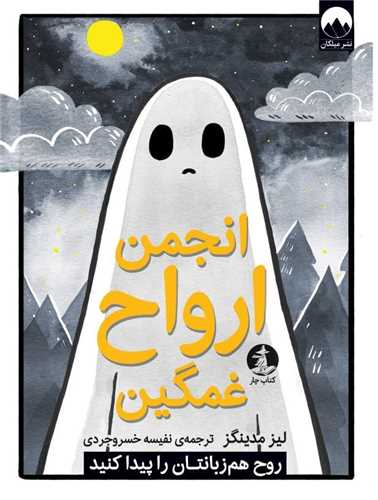 نشر میلکان
انجمن
ارواح
غمگین
کتاب چار
لیز مدینگز ترجمه‌ی نفیسه خسروجردی
روح هم‌زبانتان را پیدا کنید